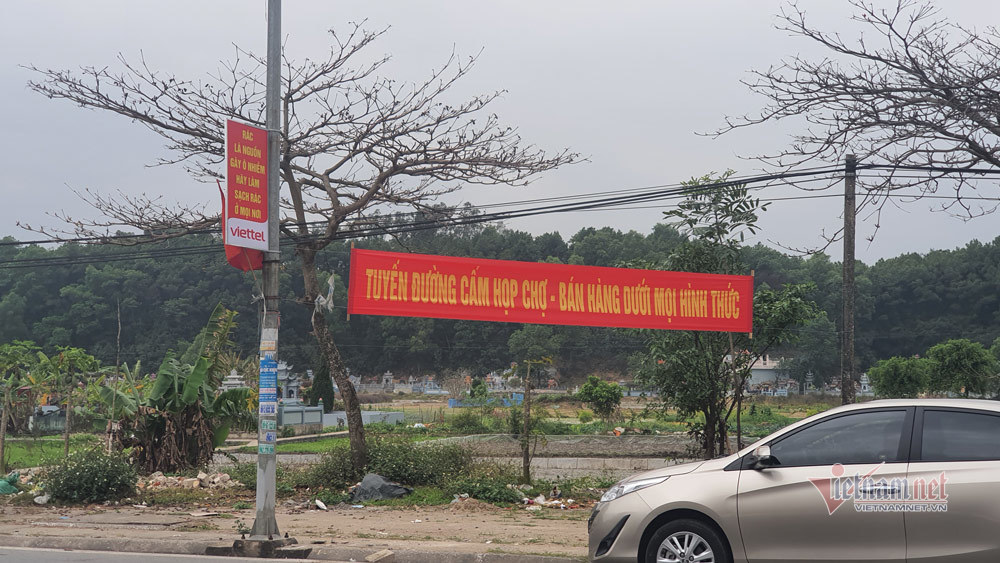 RÁC
LÀ NGUỒN
GÂY Ô NHIỄM
HÃY LÀM
SẠCH RÁC
Ở MỌI NƠI
viettel
TUYẾN ĐƯỜNG CẤM HỌP CHỢ - BÁN HÀNG DƯỚI MỌI HÌNH THỨC
Vietnamnet.vn
VIETNAMNET.VN